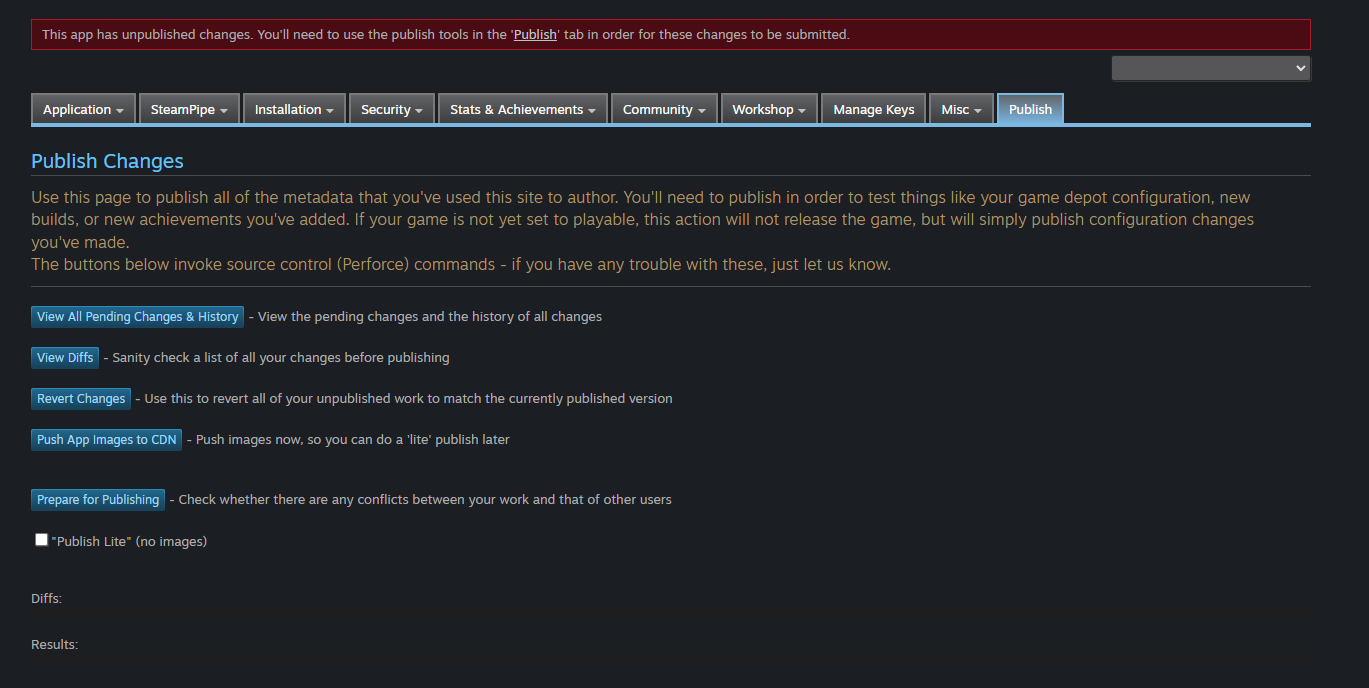 This app has unpublished changes. You'll need to use the publish tools in the 'Publish' tab in order for these changes to be submitted.
Application SteamPipe Installation Security Stats & Achievements Community Workshop Manage Keys Misc Publish
Publish Changes
Use this page to publish all of the metadata that you've used this site to author. You'll need to publish in order to test things like your game depot configuration, new
builds, or new achievements you've added. If your game is not yet set to playable, this action will not release the game, but will simply publish configuration changes
you've made.
The buttons below invoke source control (Perforce) commands - if you have any trouble with these, just let us know.
View All Pending Changes & History - View the pending changes and the history of all changes
View Diffs - Sanity check a list of all your changes before publishing
Revert Changes - Use this to revert all of your unpublished work to match the currently published version
Push App Images to CDN - Push images now, so you can do a 'lite' publish later
Prepare for Publishing - Check whether there are any conflicts between your work and that of other users
"Publish Lite" (no images)
Diffs:
Results: